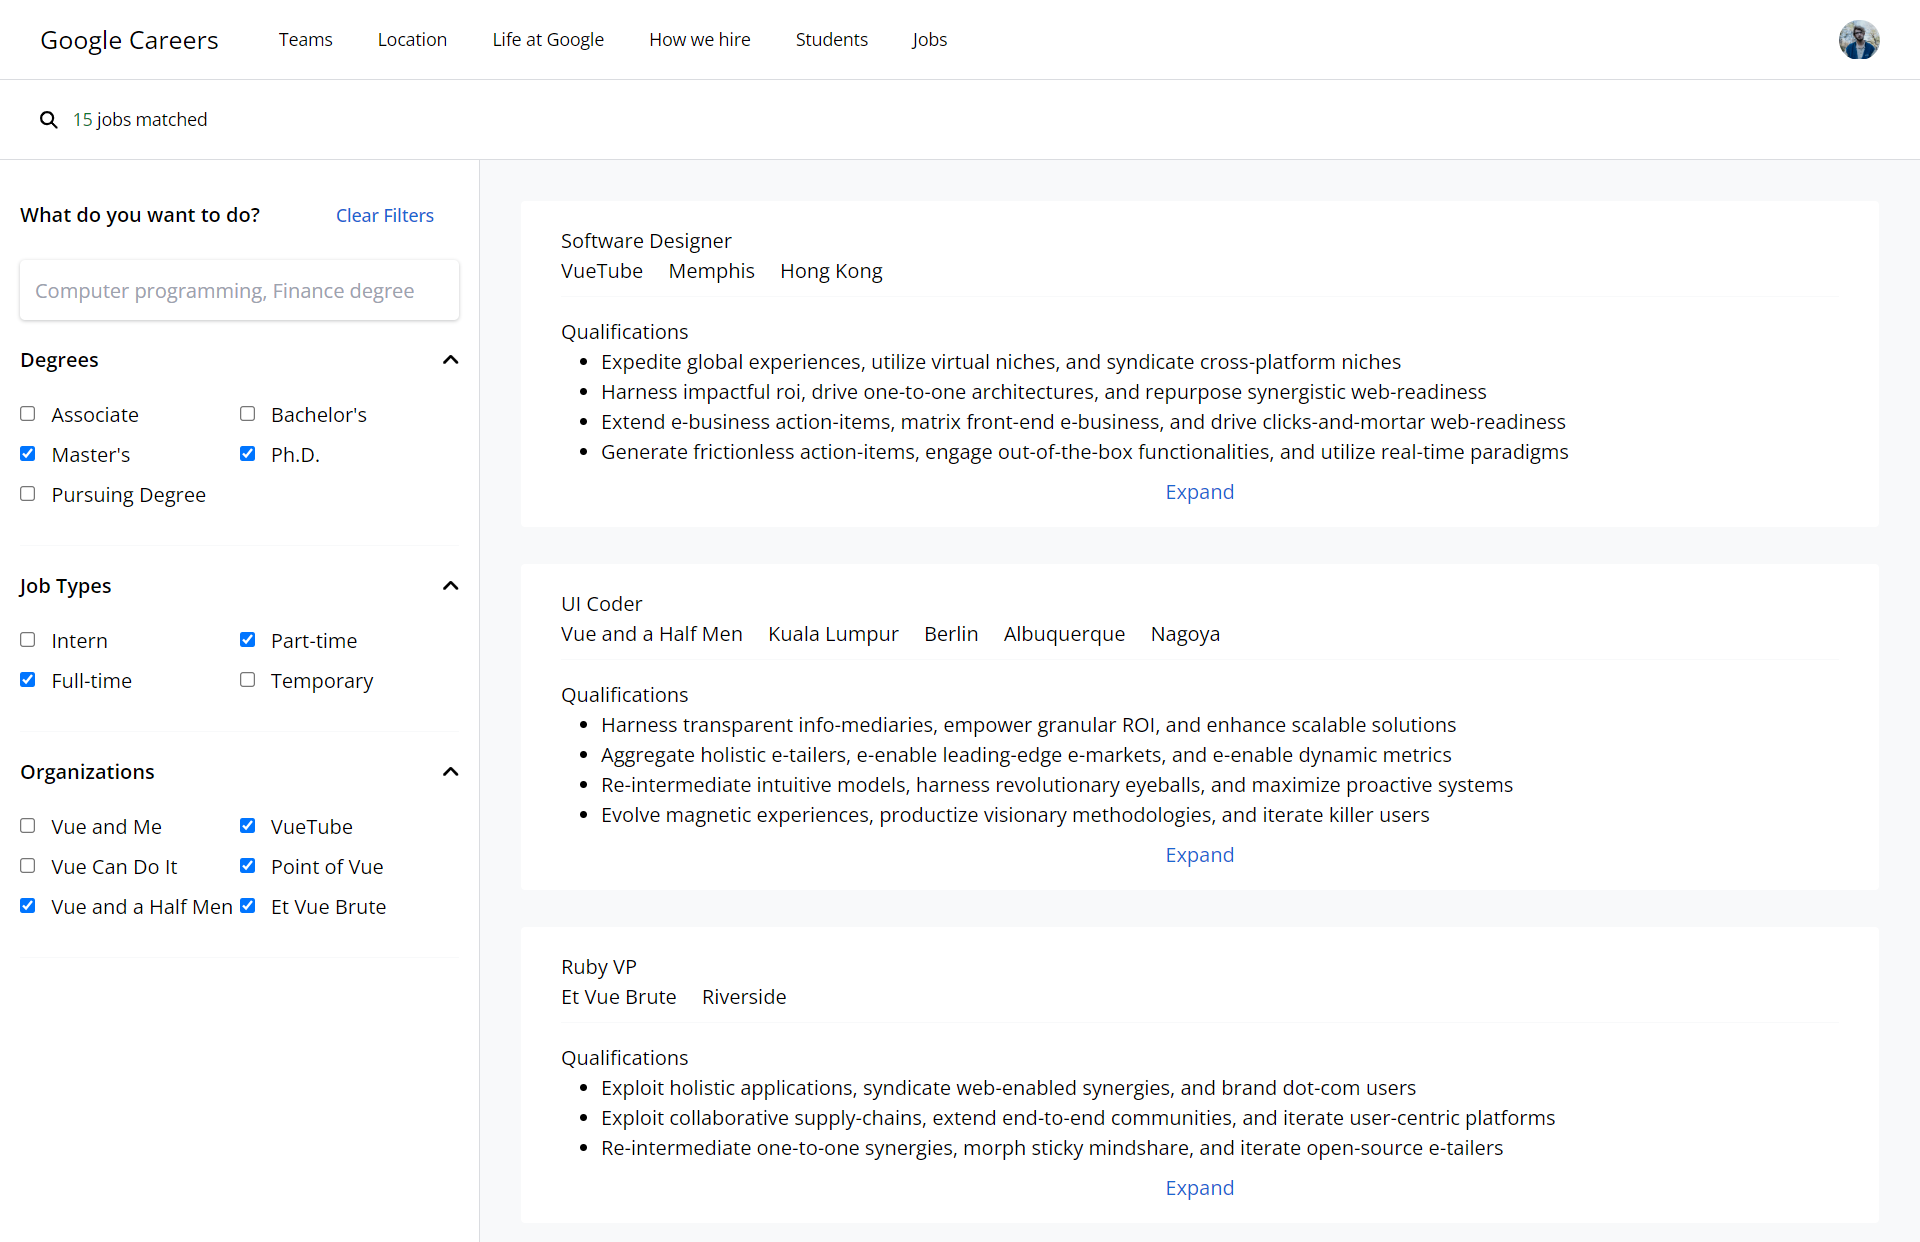 Google Careers Teams Location Life at Google How we hire Students Jobs
15 jobs matched
What do you want to do? Clear Filters
Computer programming, Finance degree
Degrees
Associate Bachelor's
Master's Ph.D.
Pursuing Degree
Job Types
Intern Part-time
Full-time Temporary
Organizations
Vue and Me VueTube
Vue Can Do It Point of Vue
Vue and a Half Men Et Vue Brute
Software Designer
VueTube Memphis Hong Kong
Qualifications
Expedite global experiences, utilize virtual niches, and syndicate cross-platform niches
Harness impactful roi, drive one-to-one architectures, and repurpose synergistic web-readiness
Extend e-business action-items, matrix front-end e-business, and drive clicks-and-mortar web-readiness
Generate frictionless action-items, engage out-of-the-box functionalities, and utilize real-time paradigms
Expand
UI Coder
Vue and a Half Men Kuala Lumpur Berlin Albuquerque Nagoya
Qualifications
Harness transparent info-mediaries, empower granular ROI, and enhance scalable solutions
Aggregate holistic e-tailers, e-enable leading-edge e-markets, and e-enable dynamic metrics
Re-intermediate intuitive models, harness revolutionary eyeballs, and maximize proactive systems
Evolve magnetic experiences, productize visionary methodologies, and iterate killer users
Expand
Ruby VP
Et Vue Brute Riverside
Qualifications
Exploit holistic applications, syndicate web-enabled synergies, and brand dot-com users
Exploit collaborative supply-chains, extend end-to-end communities, and iterate user-centric platforms
Re-intermediate one-to-one synergies, morph sticky mindshare, and iterate open-source e-tailers
Expand